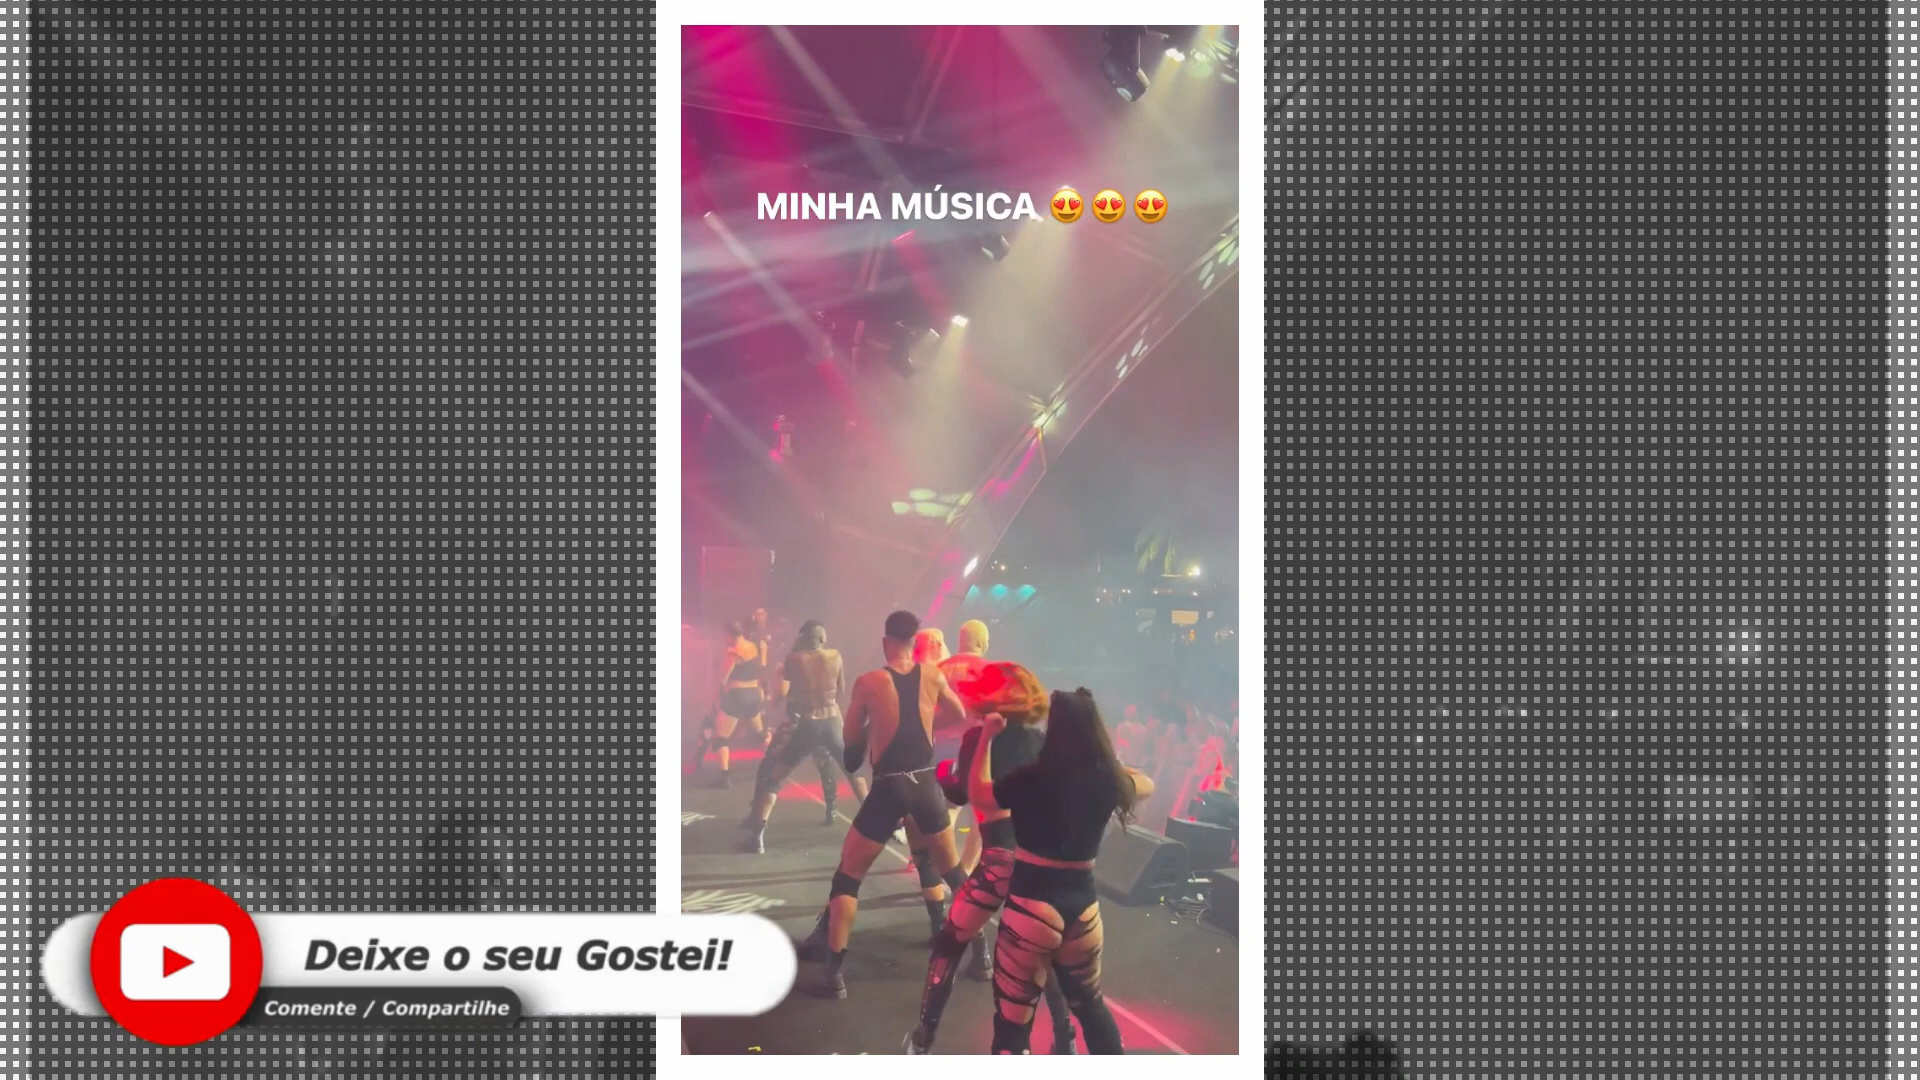 MINHA MÚSICA 😍😍😍
Deixe o seu Gostei!
Comente / Compartilhe